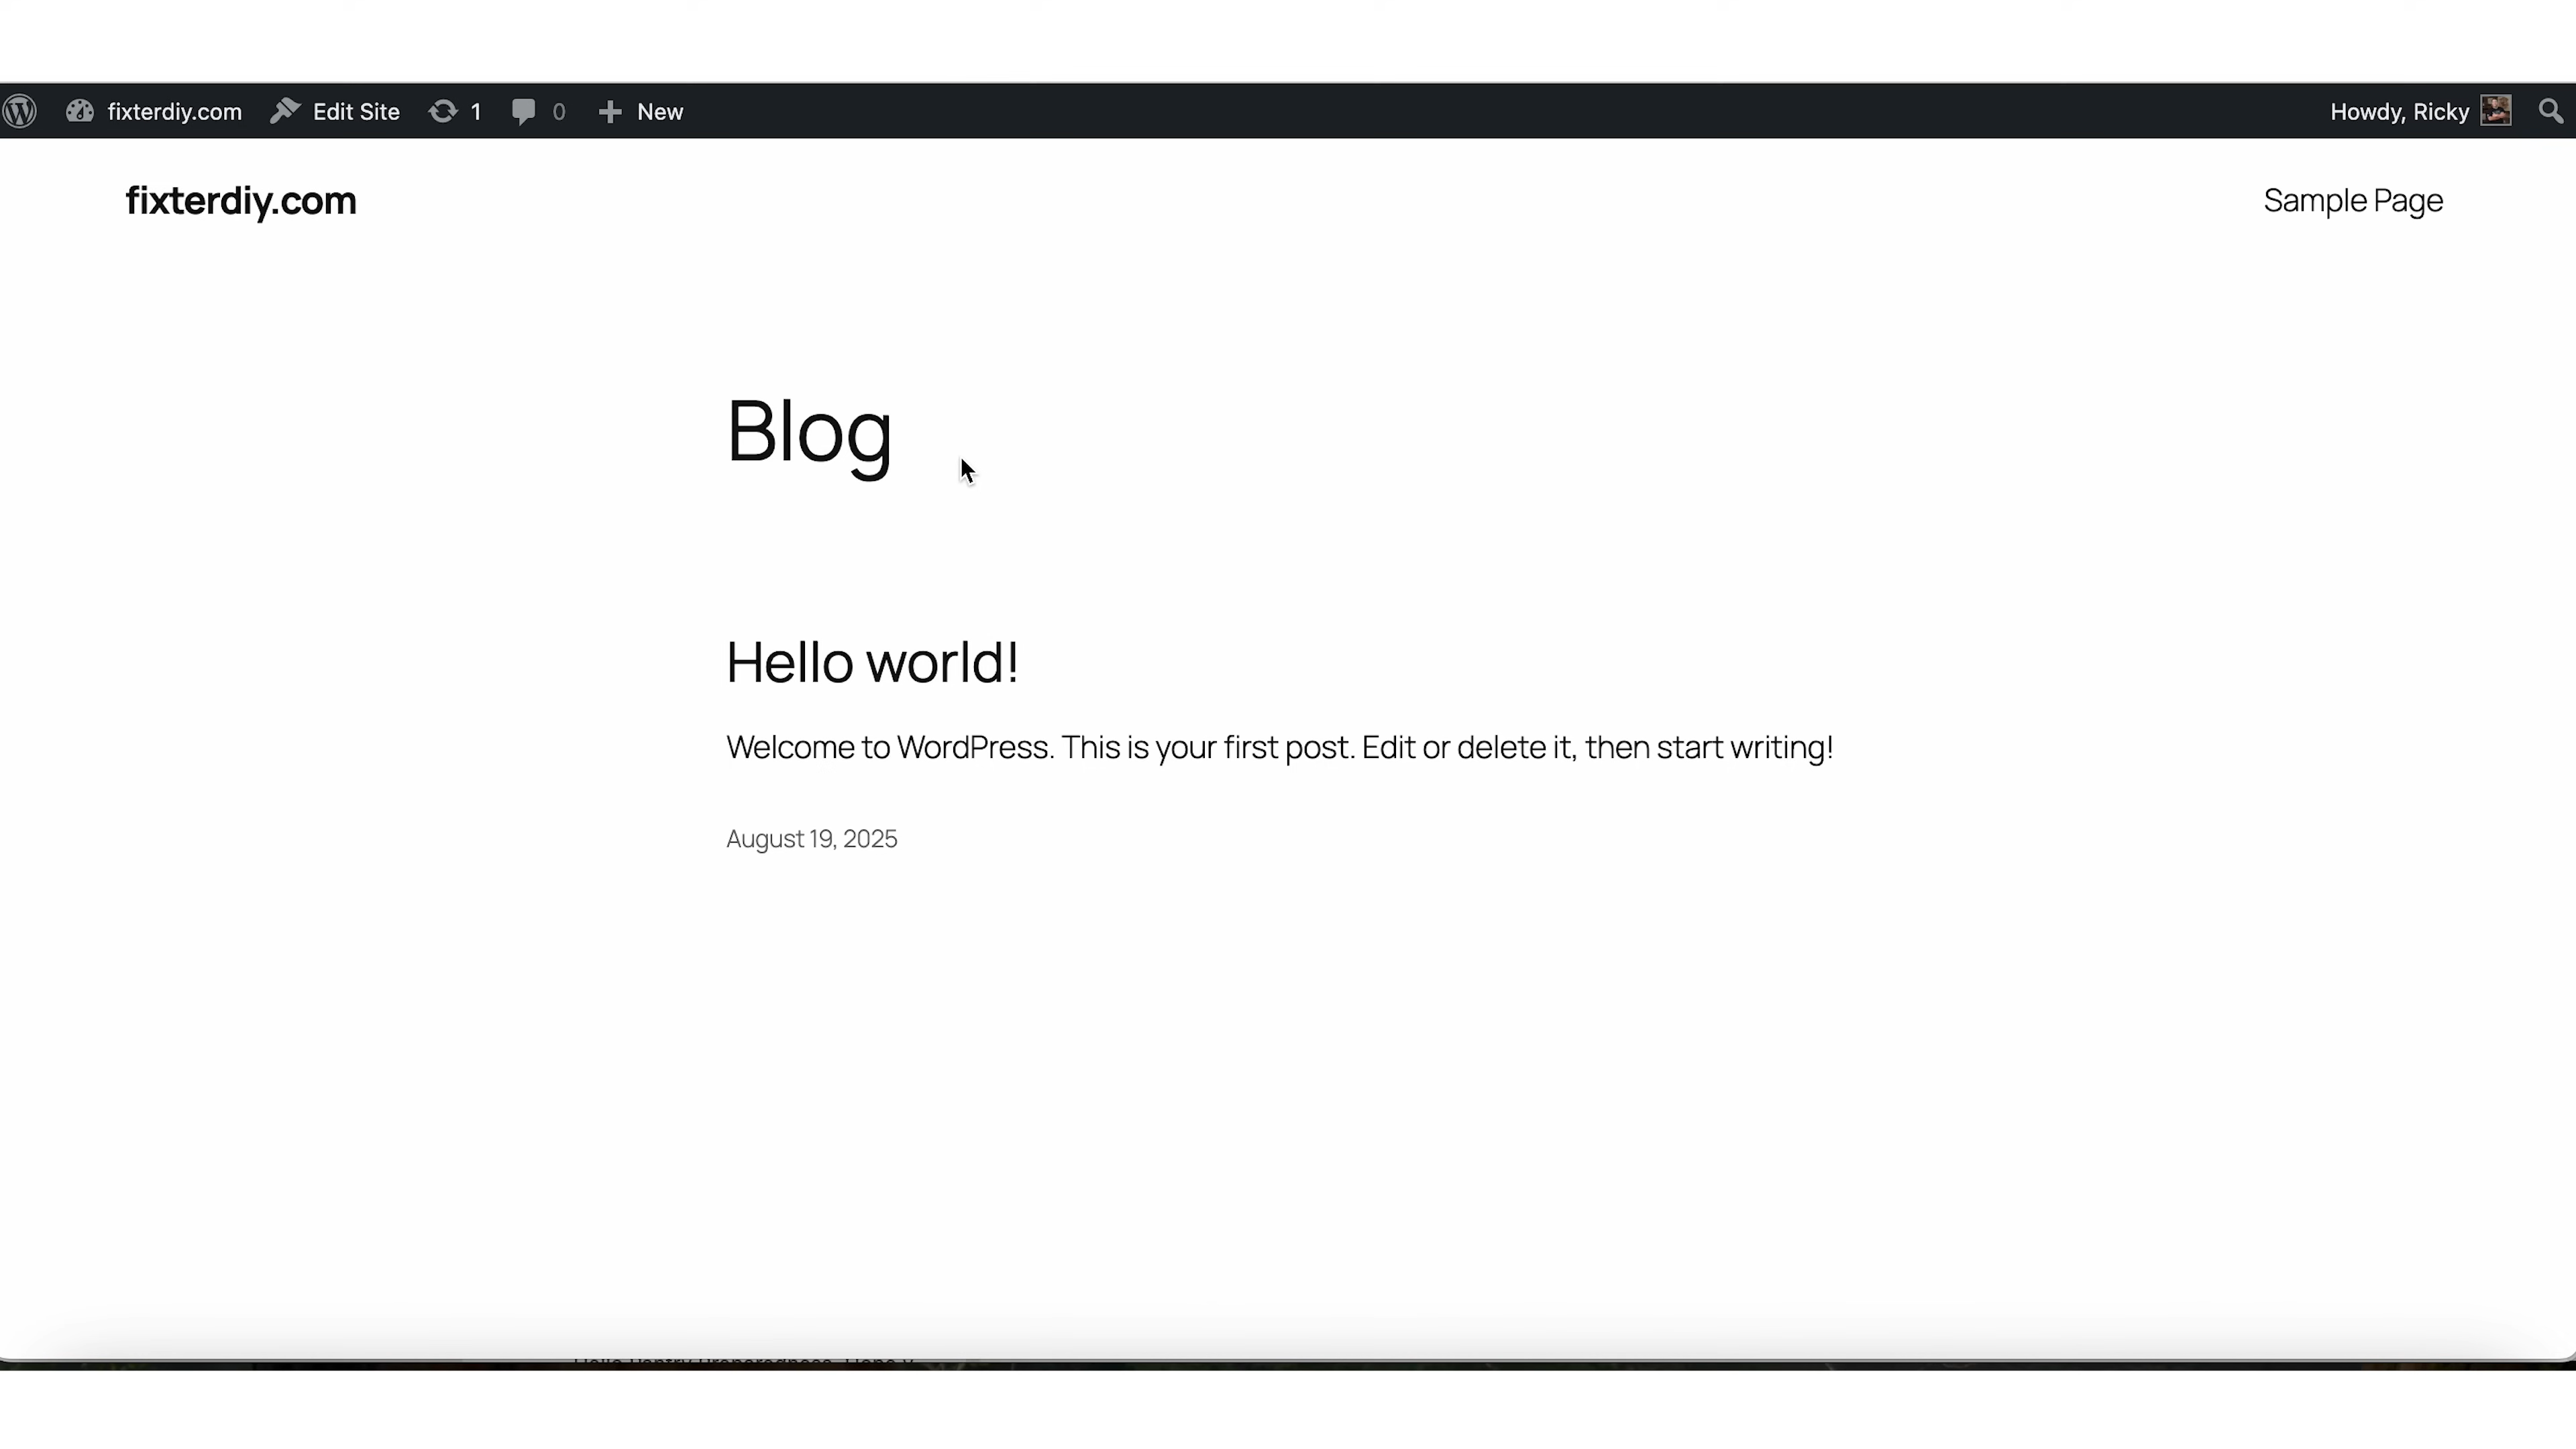 fixterdiy.com Edit Site 1 0 New Howdy, Ricky
fixterdiy.com Sample Page
Blog
Hello world!
Welcome to WordPress. This is your first post. Edit or delete it, then start writing!
August 19, 2025